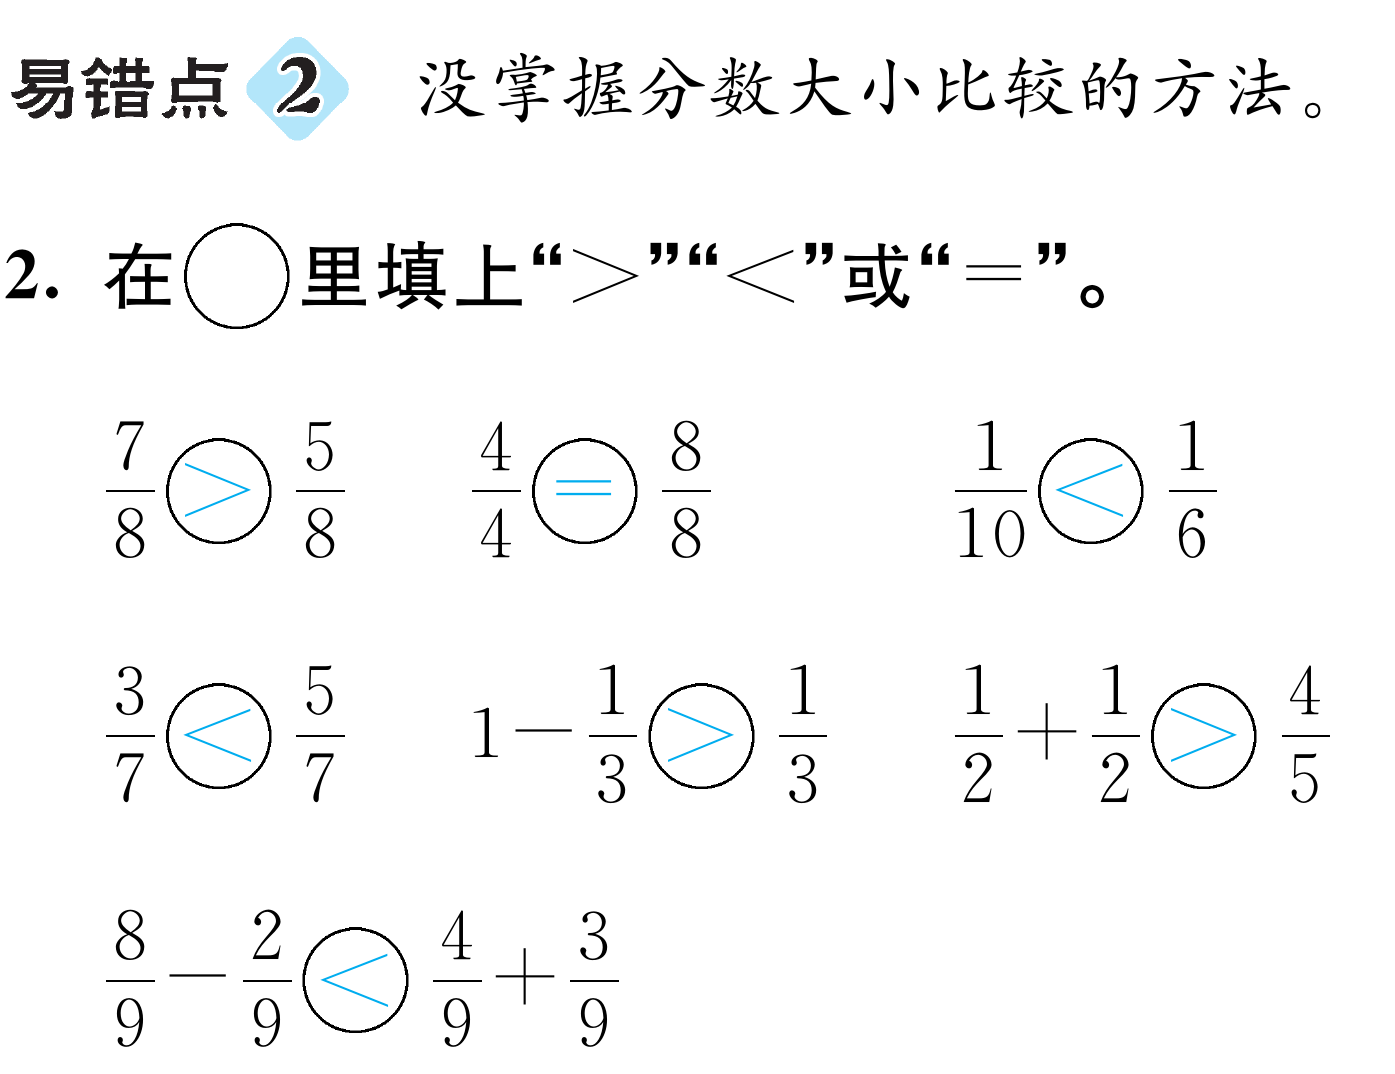 易错点2 没掌握分数大小比较的方法。
2. 在○里填上“>”“<”或“=”。
7/8 > 5/8 4/4 = 8/8 1/10 < 1/6
3/7 < 5/7 1-1/3 > 1/3 1/2+1/2 > 4/5
8/9-2/9 < 4/9+3/9